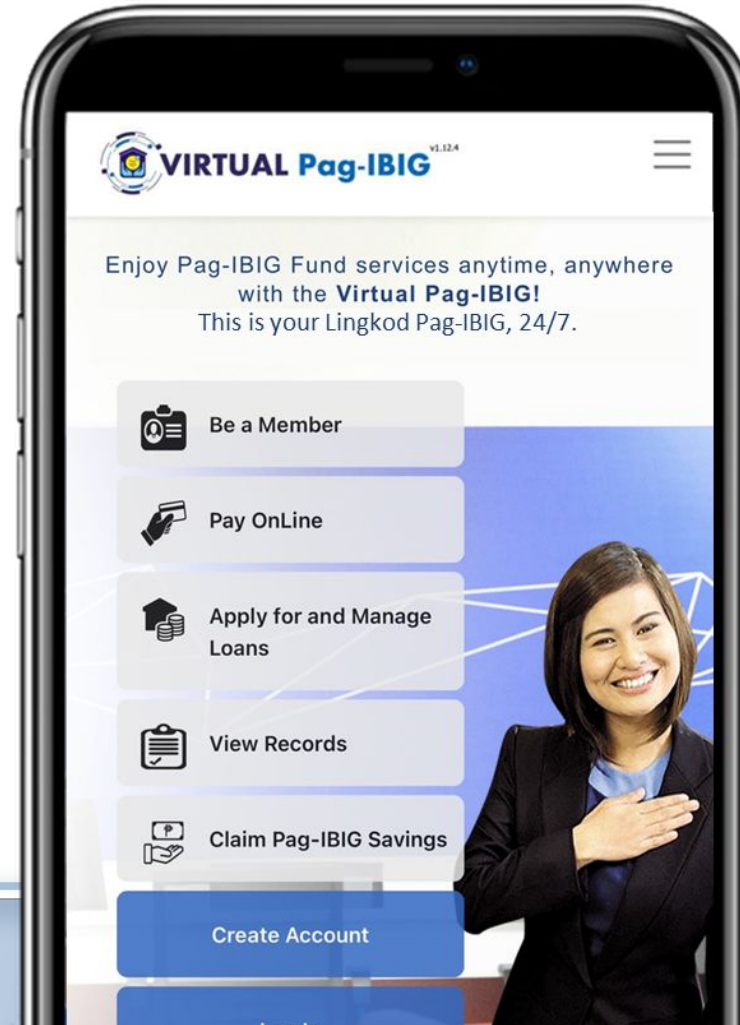 VIRTUAL Pag-IBIG v1.12.4
Enjoy Pag-IBIG Fund services anytime, anywhere
with the Virtual Pag-IBIG!
This is your Lingkod Pag-IBIG, 24/7.
Be a Member
Pay OnLine
Apply for and Manage
Loans
View Records
Claim Pag-IBIG Savings
Create Account